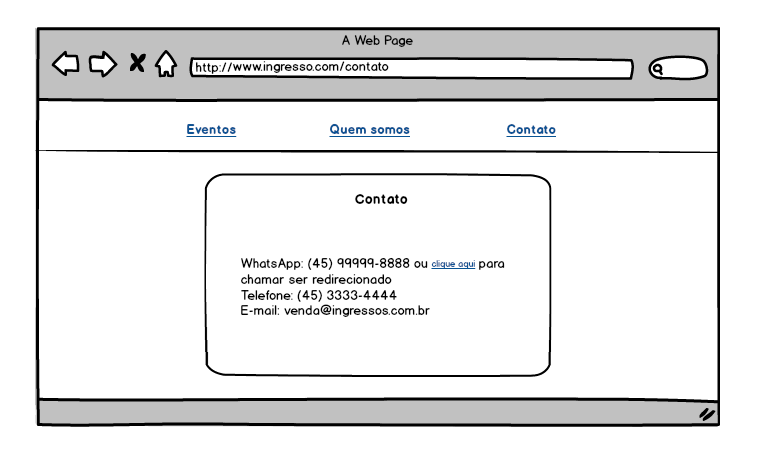 A Web Page
http://www.ingresso.com/contato
Eventos Quem somos Contato
Contato
WhatsApp: (45) 99999-8888 ou clique aqui para
chamar ser redirecionado
Telefone: (45) 3333-4444
E-mail: venda@ingressos.com.br